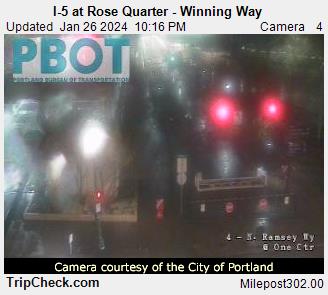 I-5 at Rose Quarter - Winning Way
Updated Jan 26 2024 10:16 PM Camera 4
PBOT
PORTLAND BUREAU OF TRANSPORTATION
4 - N. Ramsey Wy
@ One Ctr
Camera courtesy of the City of Portland
TripCheck.com Milepost302.00